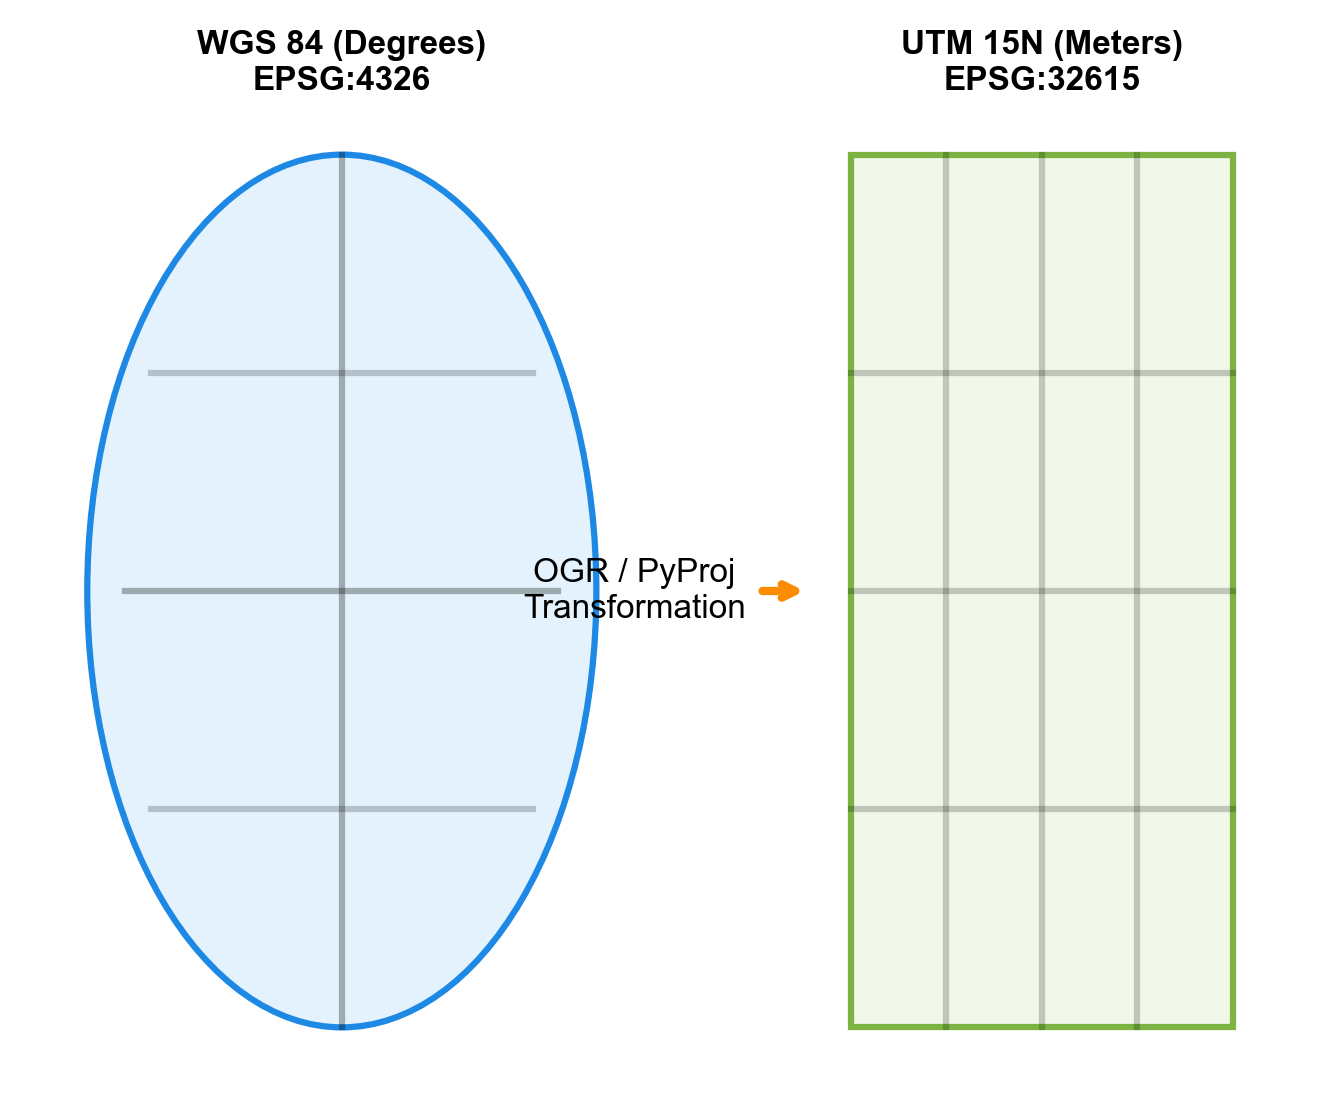 WGS 84 (Degrees)
EPSG:4326
UTM 15N (Meters)
EPSG:32615
OGR / PyProj
Transformation